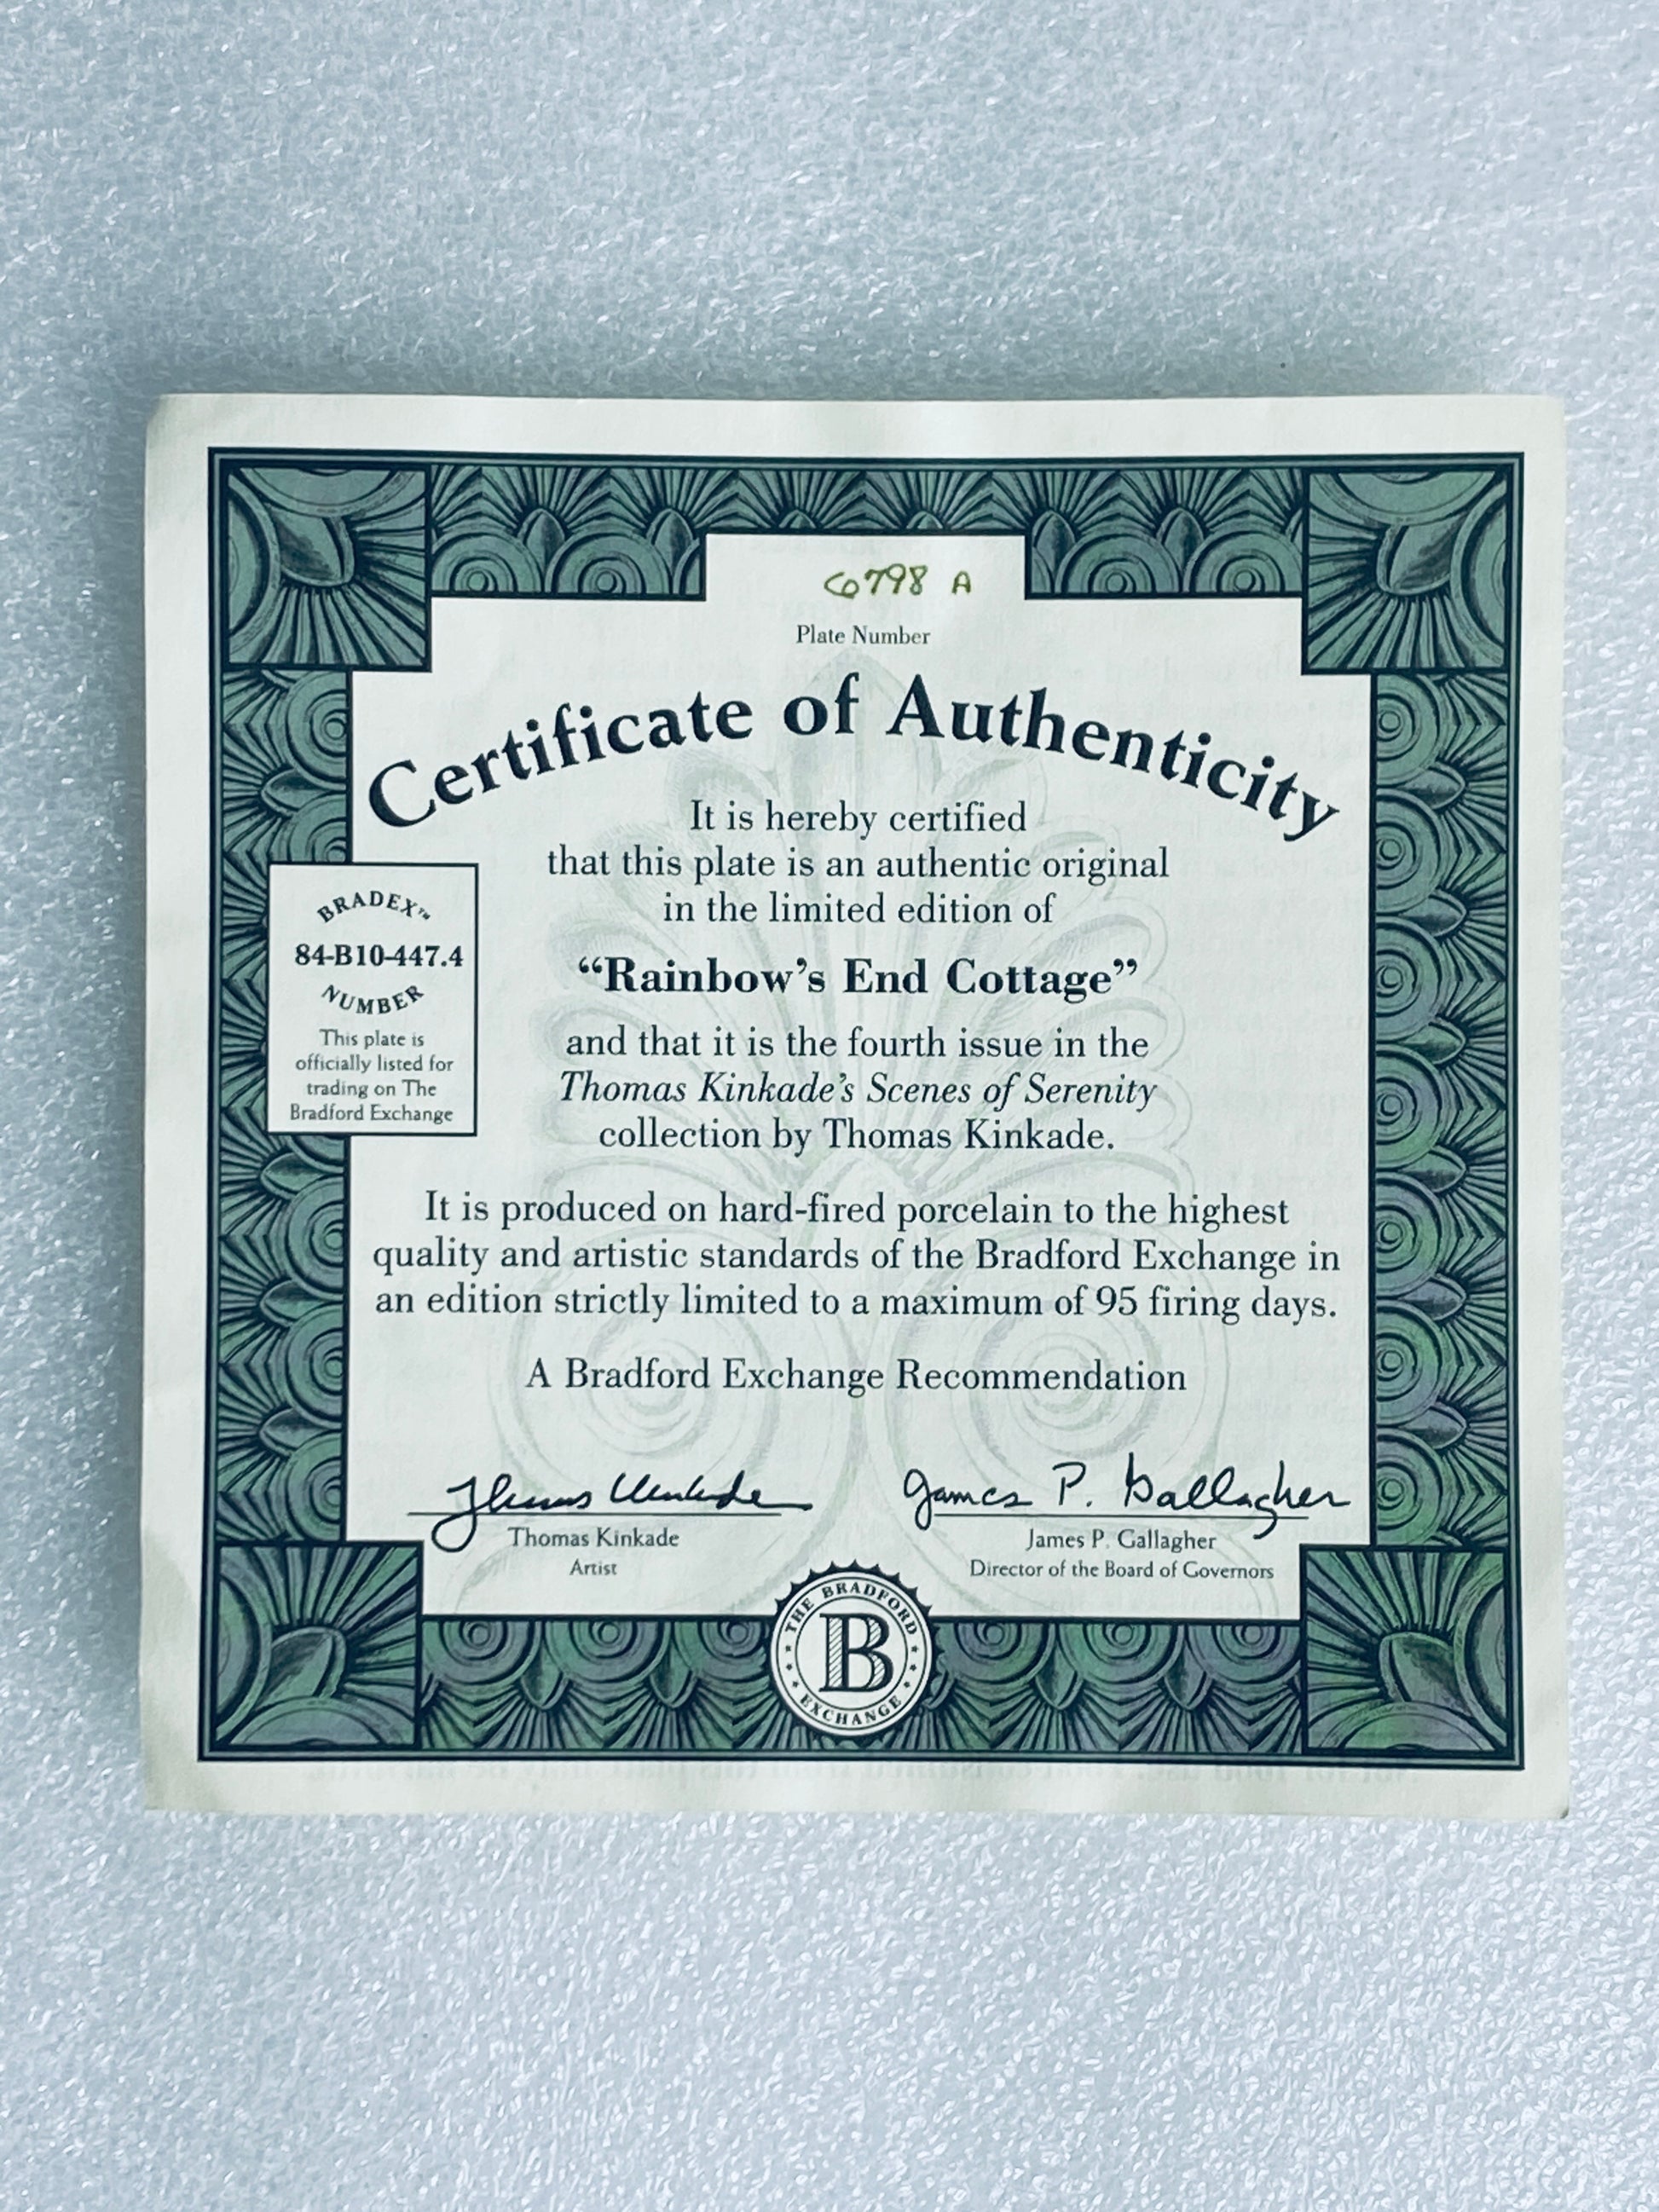 6798 A
Plate Number
Certificate of Authenticity
It is hereby certified
that this plate is an authentic original
in the limited edition of
“Rainbow’s End Cottage”
and that it is the fourth issue in the
Thomas Kinkade’s Scenes of Serenity
collection by Thomas Kinkade.
BRADEX™
84-B10-447.4
NUMBER
This plate is
officially listed for
trading on The
Bradford Exchange
It is produced on hard-fired porcelain to the highest
quality and artistic standards of the Bradford Exchange in
an edition strictly limited to a maximum of 95 firing days.
A Bradford Exchange Recommendation
Thomas Kinkade
Thomas Kinkade
Artist
James P. Gallagher
James P. Gallagher
Director of the Board of Governors
THE BRADFORD
B
EXCHANGE